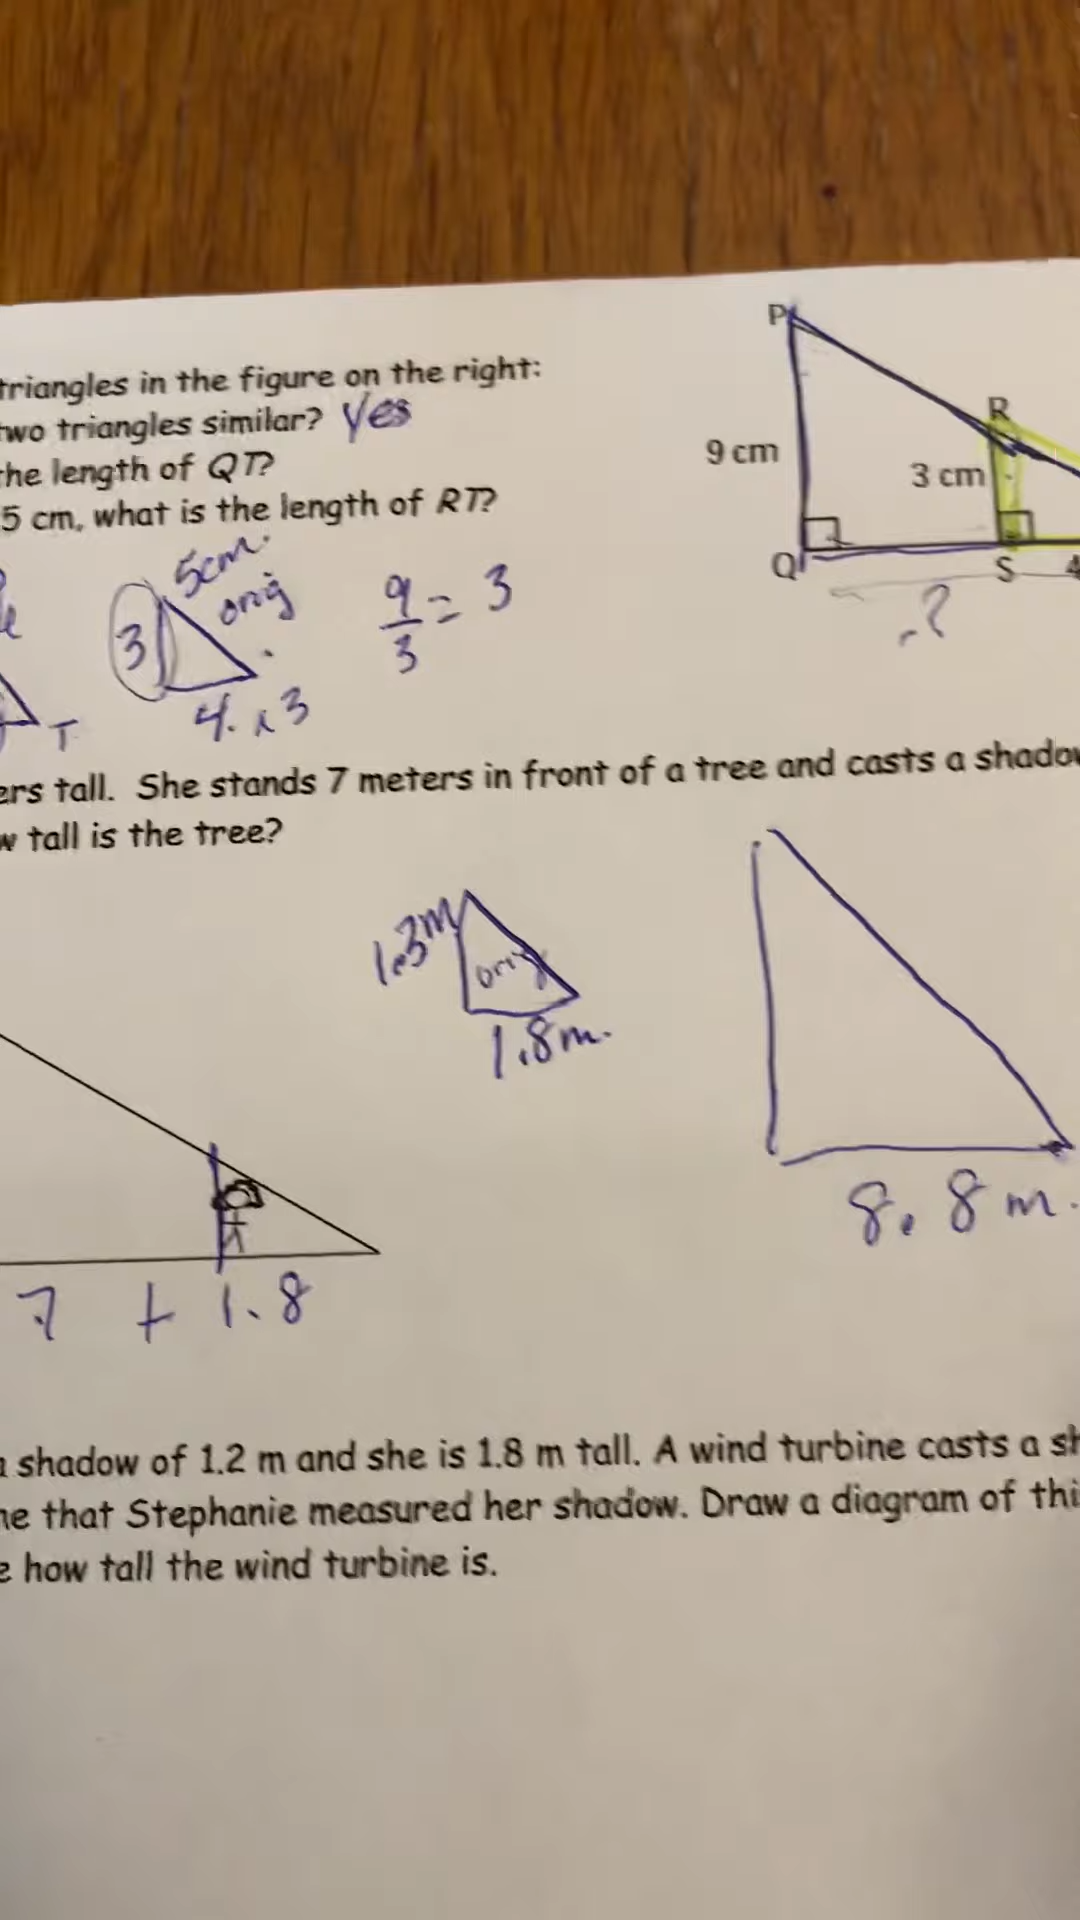 triangles in the figure on the right:
two triangles similar? Yes
the length of QT?
5 cm, what is the length of RT?
P
R
9 cm
3 cm
Q
S
4
?
5cm.
orig
3
4. x 3
9/3 = 3
T
ers tall. She stands 7 meters in front of a tree and casts a shadow
w tall is the tree?
1.3m
orig
1.8m.
8.8m.
7 + 1.8
a shadow of 1.2 m and she is 1.8 m tall. A wind turbine casts a sh
me that Stephanie measured her shadow. Draw a diagram of thi
e how tall the wind turbine is.